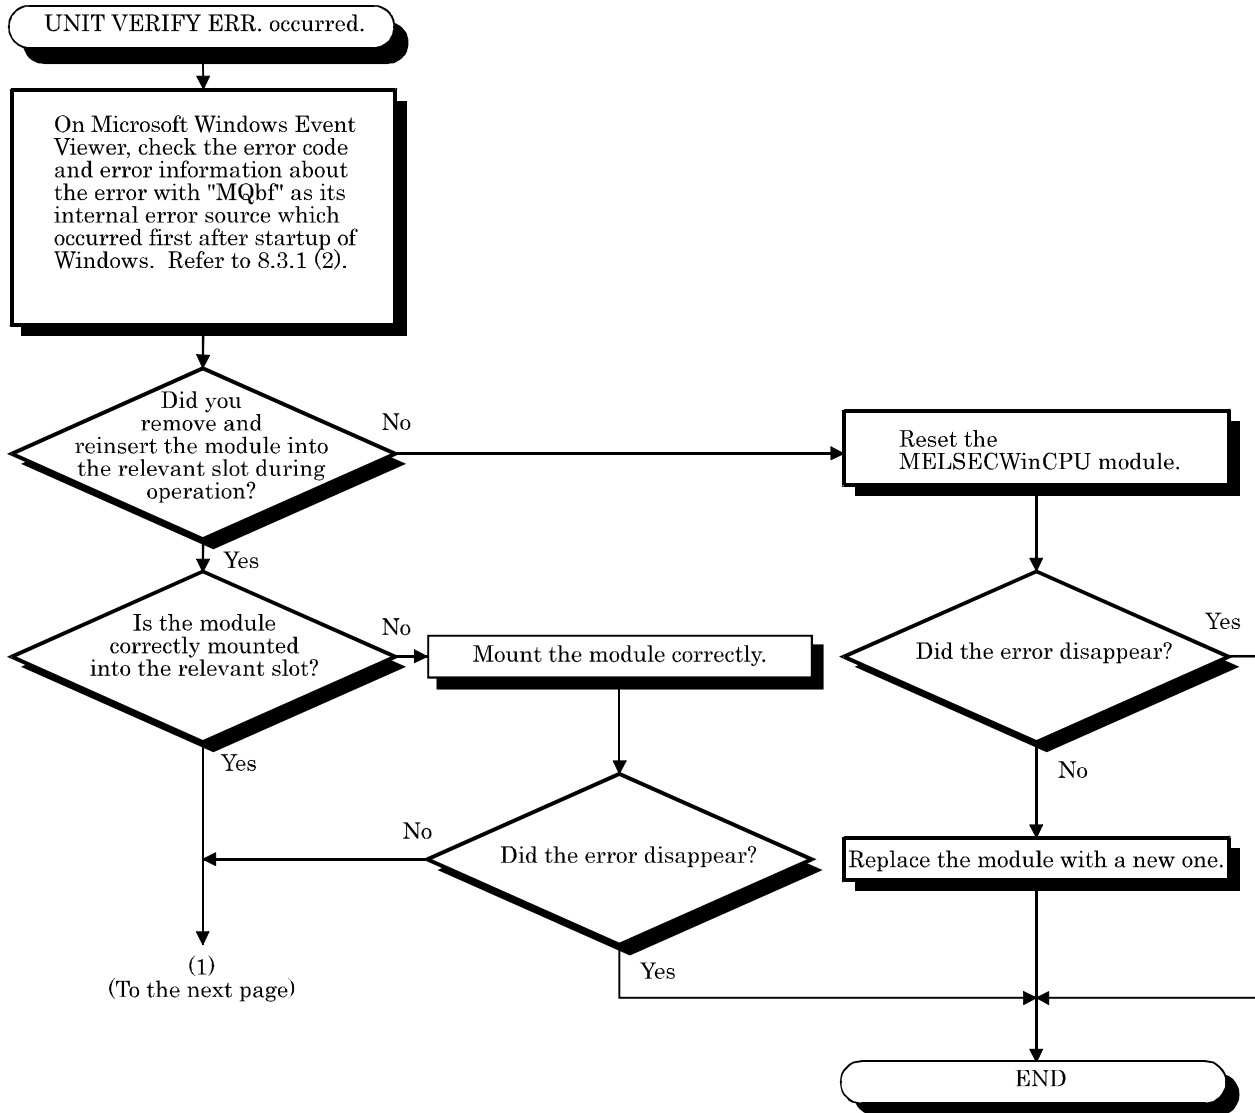 UNIT VERIFY ERR. occurred.
On Microsoft Windows Event
Viewer, check the error code
and error information about
the error with "MQbf" as its
internal error source which
occurred first after startup of
Windows.  Refer to 8.3.1 (2).
Did you
remove and
reinsert the module into
the relevant slot during
operation?
No
Yes
Reset the
MELSECWinCPU module.
Is the module
correctly mounted
into the relevant slot?
No
Yes
Mount the module correctly.
Did the error disappear?
Yes
No
Did the error disappear?
No
Yes
Replace the module with a new one.
(1)
(To the next page)
END